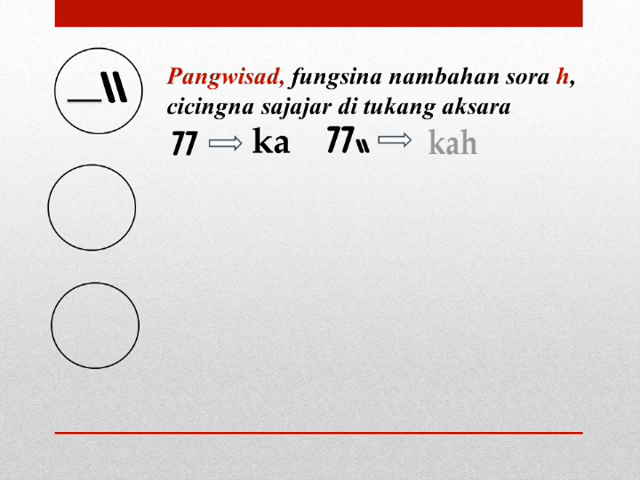 Pangwisad, fungsina nambahan sora h,
cicingna sajajar di tukang aksara
ᮊ ka ᮊᮂ kah